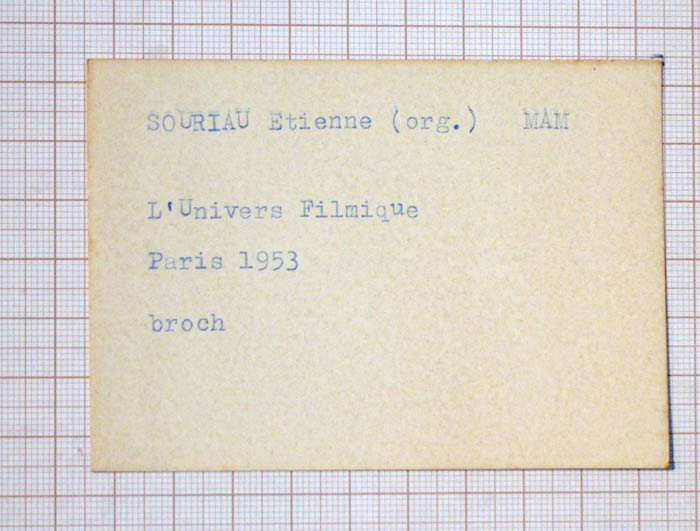 SOURIAU Etienne (org.) MAM
L'Univers Filmique
Paris 1953
broch